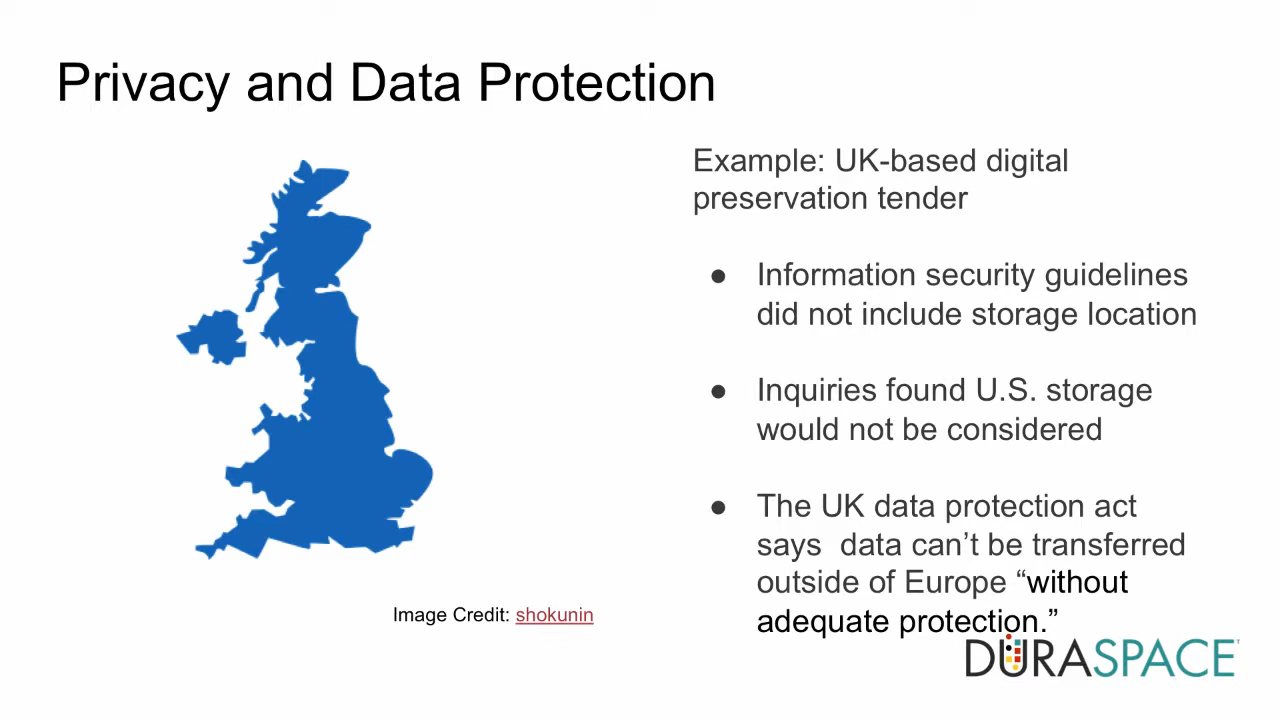 Privacy and Data Protection
Example: UK-based digital
preservation tender
● Information security guidelines
did not include storage location
● Inquiries found U.S. storage
would not be considered
● The UK data protection act
says  data can’t be transferred
outside of Europe “without
adequate protection.”
Image Credit: shokunin
DURASPACE